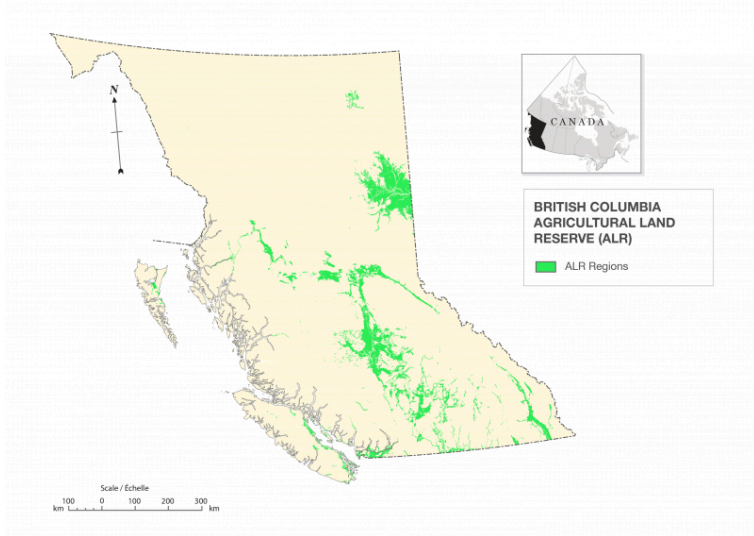 N
CANADA
BRITISH COLUMBIA
AGRICULTURAL LAND
RESERVE (ALR)
ALR Regions
Scale / Échelle
100 0 100 200 300
km km